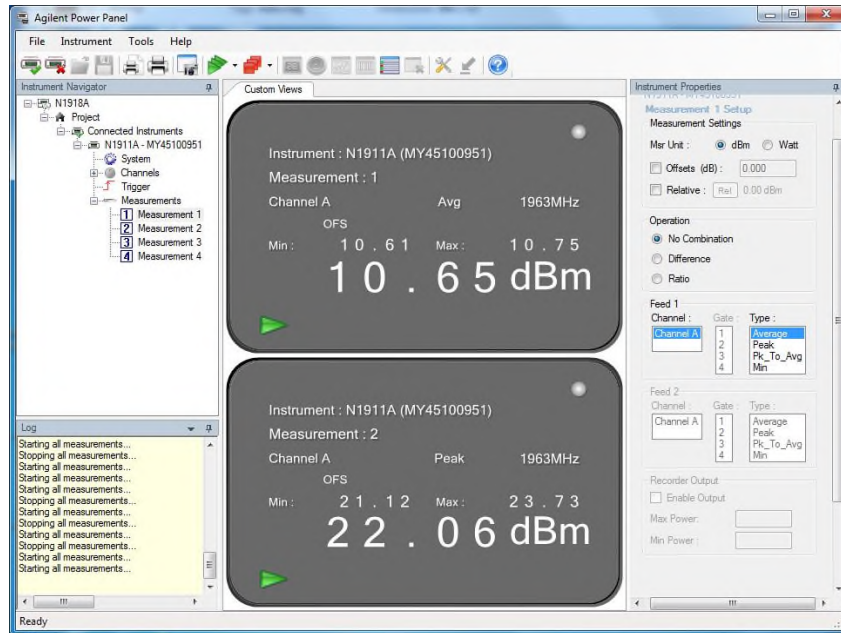 Agilent Power Panel
File Instrument Tools Help
Instrument Navigator
N1918A
Project
Connected Instruments
N1911A - MY45100951
System
Channels
Trigger
Measurements
1 Measurement 1
2 Measurement 2
3 Measurement 3
4 Measurement 4
Log
Starting all measurements...
Stopping all measurements...
Stopping all measurements...
Starting all measurements...
Starting all measurements...
Stopping all measurements...
Starting all measurements...
Stopping all measurements...
Starting all measurements...
Stopping all measurements...
Starting all measurements...
Starting all measurements...
Custom Views
Instrument : N1911A (MY45100951)
Measurement : 1
Channel A Avg 1963MHz
OFS
Min : 10.61 Max : 10.75
10.65 dBm
Instrument : N1911A (MY45100951)
Measurement : 2
Channel A Peak 1963MHz
OFS
Min : 21.12 Max : 23.73
22.06 dBm
Instrument Properties
Measurement 1 Setup
Measurement Settings
Msr Unit : dBm Watt
Offsets (dB) : 0.000
Relative : Rel 0.00 dBm
Operation
No Combination
Difference
Ratio
Feed 1
Channel : Gate : Type :
Channel A 1 Average
2 Peak
3 Pk_To_Avg
4 Min
Feed 2
Channel : Gate : Type :
Channel A 1 Average
2 Peak
3 Pk_To_Avg
4 Min
Recorder Output
Enable Output
Max Power:
Min Power :
Ready